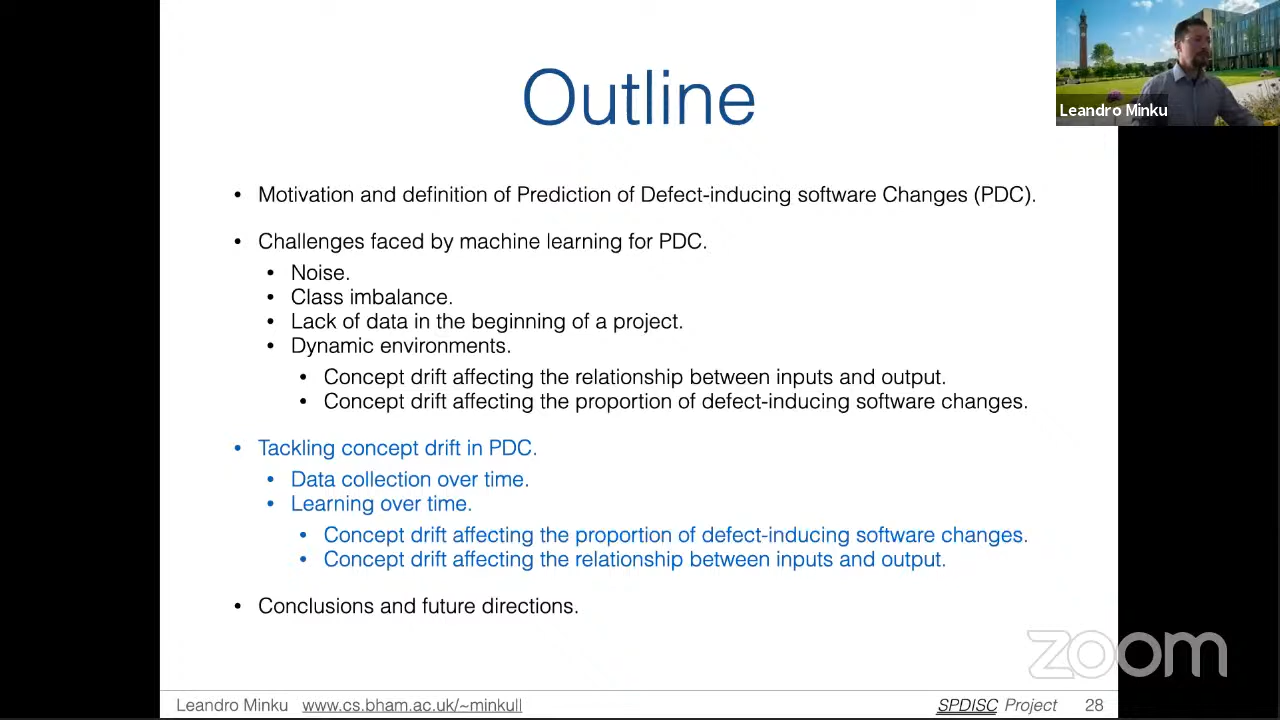 Outline
Leandro Minku
• Motivation and definition of Prediction of Defect-inducing software Changes (PDC).
• Challenges faced by machine learning for PDC.
• Noise.
• Class imbalance.
• Lack of data in the beginning of a project.
• Dynamic environments.
• Concept drift affecting the relationship between inputs and output.
• Concept drift affecting the proportion of defect-inducing software changes.
• Tackling concept drift in PDC.
• Data collection over time.
• Learning over time.
• Concept drift affecting the proportion of defect-inducing software changes.
• Concept drift affecting the relationship between inputs and output.
• Conclusions and future directions.
zoom
Leandro Minku www.cs.bham.ac.uk/~minkull SPDISC Project 28